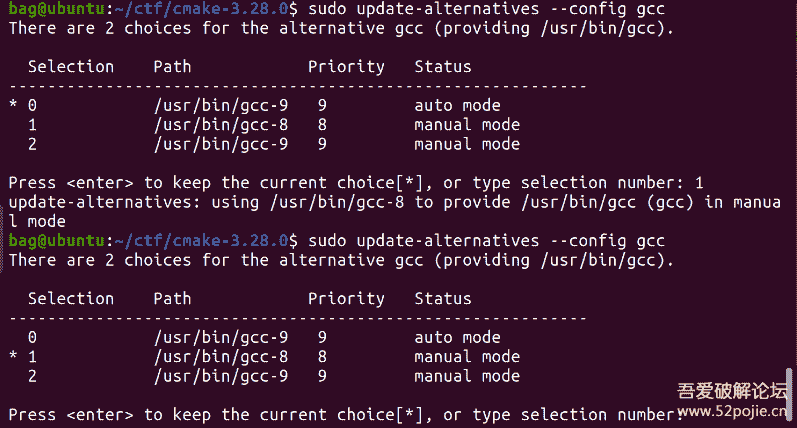 bag@ubuntu:~/ctf/cmake-3.28.0$ sudo update-alternatives --config gcc
There are 2 choices for the alternative gcc (providing /usr/bin/gcc).
  Selection    Path            Priority   Status
------------------------------------------------------------
* 0            /usr/bin/gcc-9   9         auto mode
  1            /usr/bin/gcc-8   8         manual mode
  2            /usr/bin/gcc-9   9         manual mode
Press <enter> to keep the current choice[*], or type selection number: 1
update-alternatives: using /usr/bin/gcc-8 to provide /usr/bin/gcc (gcc) in manua
l mode
bag@ubuntu:~/ctf/cmake-3.28.0$ sudo update-alternatives --config gcc
There are 2 choices for the alternative gcc (providing /usr/bin/gcc).
  Selection    Path            Priority   Status
------------------------------------------------------------
  0            /usr/bin/gcc-9   9         auto mode
* 1            /usr/bin/gcc-8   8         manual mode
  2            /usr/bin/gcc-9   9         manual mode
Press <enter> to keep the current choice[*], or type selection number:
吾爱破解论坛
www.52pojie.cn